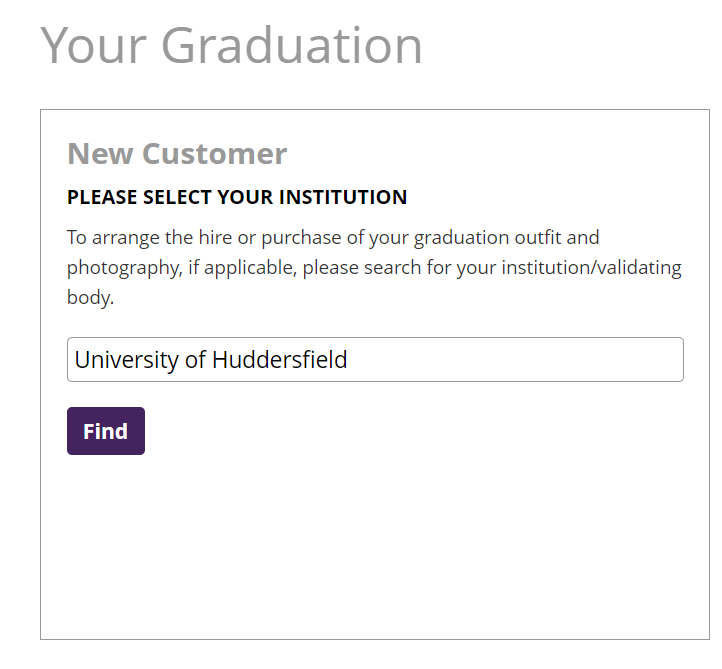 Your Graduation
New Customer
PLEASE SELECT YOUR INSTITUTION
To arrange the hire or purchase of your graduation outfit and
photography, if applicable, please search for your institution/validating
body.
University of Huddersfield
Find